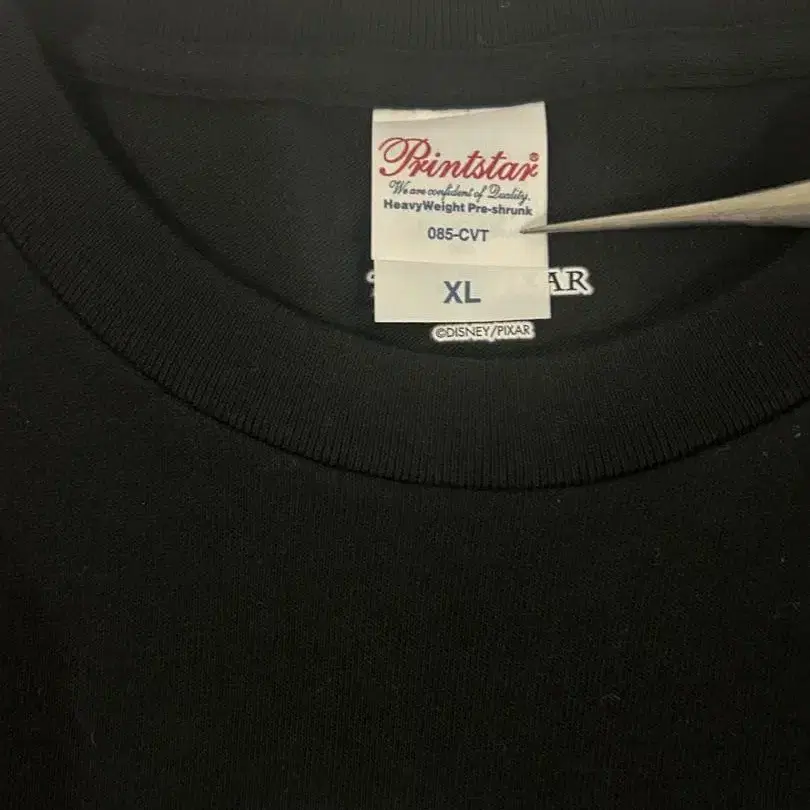 Printstar®
We are confident of Quality.
HeavyWeight Pre-shrunk
085-CVT
XL
©DISNEY/PIXAR